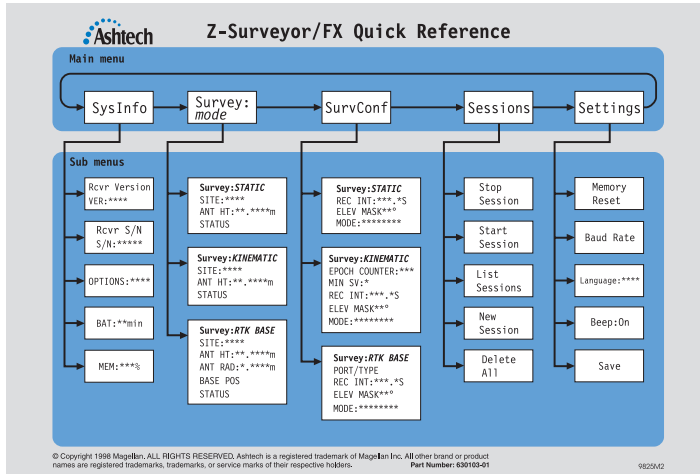 Ashtech
Z-Surveyor/FX Quick Reference
Main menu
SysInfo
Survey:
mode
SurvConf
Sessions
Settings
Sub menus
Rcvr Version
VER:****
Rcvr S/N
S/N:*****
OPTIONS:****
BAT:**min
MEM:***%
Survey:STATIC
SITE:****
ANT HT:**.****m
STATUS
Survey:KINEMATIC
SITE:****
ANT HT:**.****m
STATUS
Survey:RTK BASE
SITE:****
ANT HT:**.****m
ANT RAD:*.****m
BASE POS
STATUS
Survey:STATIC
REC INT:***.*S
ELEV MASK**°
MODE:********
Survey:KINEMATIC
EPOCH COUNTER:***
MIN SV:*
REC INT:***.*S
ELEV MASK**°
MODE:********
Survey:RTK BASE
PORT/TYPE
REC INT:***.*S
ELEV MASK**°
MODE:********
Stop
Session
Start
Session
List
Sessions
New
Session
Delete
All
Memory
Reset
Baud Rate
Language:****
Beep:On
Save
© Copyright 1998 Magellan. ALL RIGHTS RESERVED. Ashtech is a registered trademark of Magellan Inc. All other brand or product
names are registered trademarks, trademarks, or service marks of their respective holders. Part Number: 630103-01
9825M2